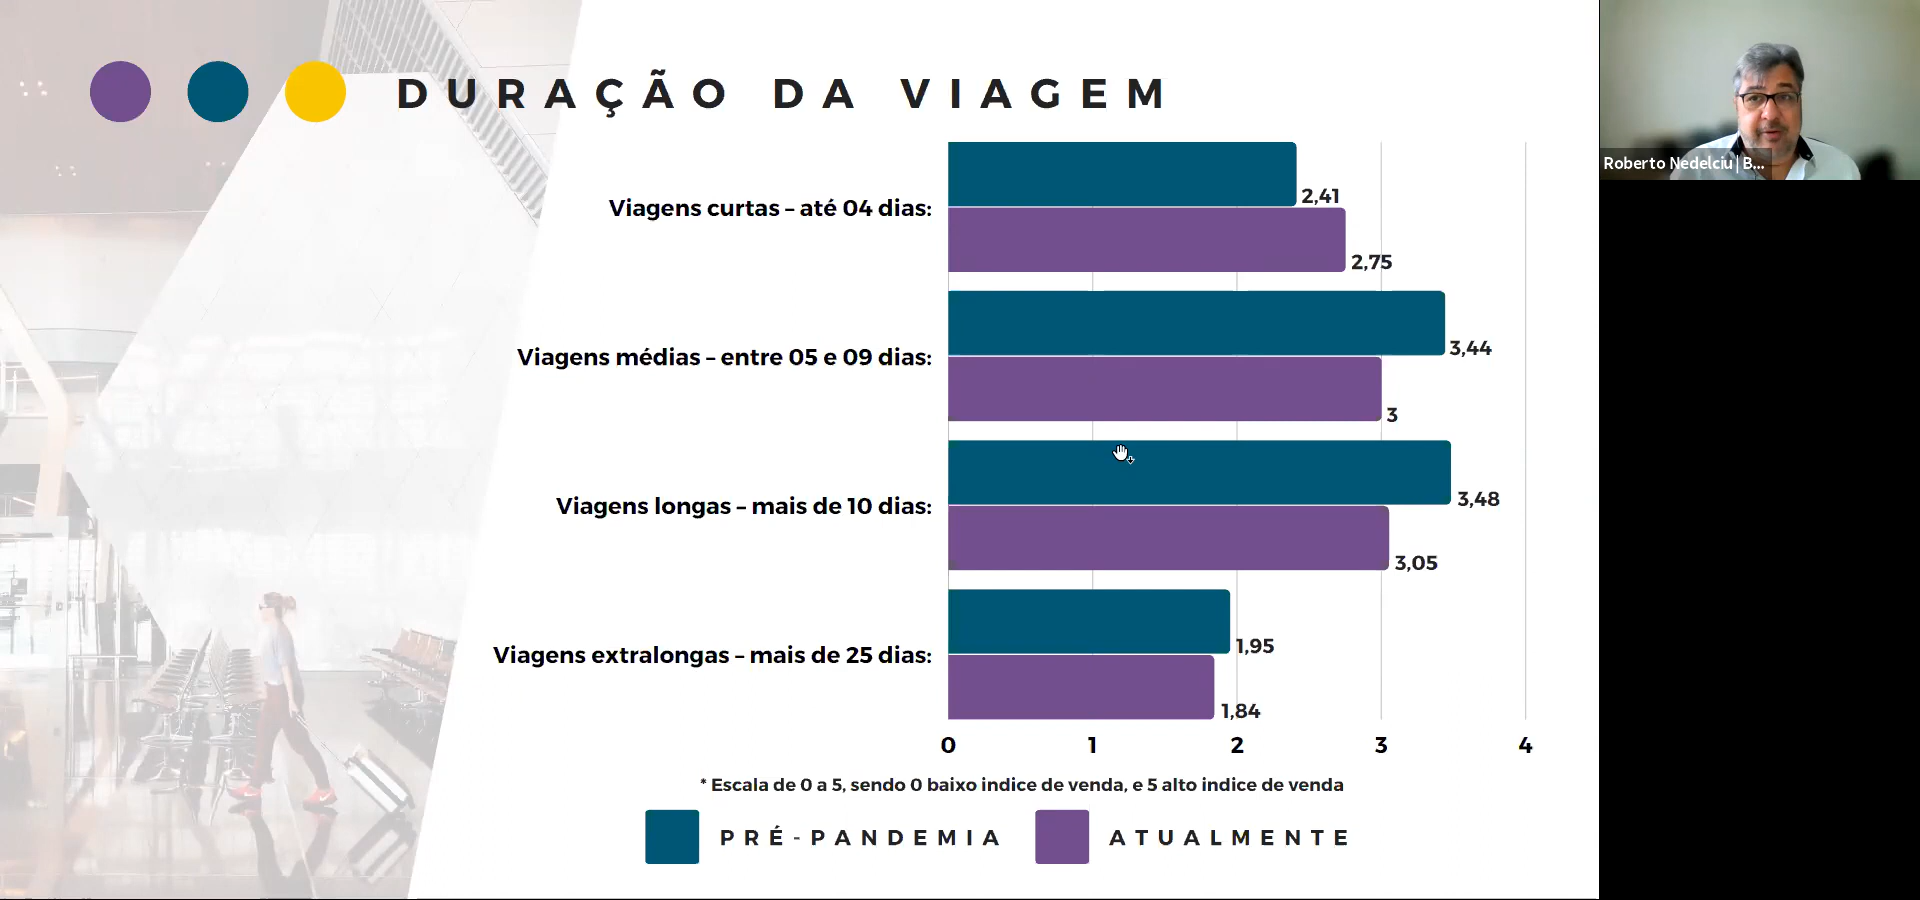 DURAÇÃO DA VIAGEM
Viagens curtas – até 04 dias:
2,41
2,75
Viagens médias – entre 05 e 09 dias:
3,44
3
Viagens longas – mais de 10 dias:
3,48
3,05
Viagens extralongas – mais de 25 dias:
1,95
1,84
0 1 2 3 4
* Escala de 0 a 5, sendo 0 baixo indice de venda, e 5 alto indice de venda
PRÉ-PANDEMIA ATUALMENTE
Roberto Nedelciu | B...